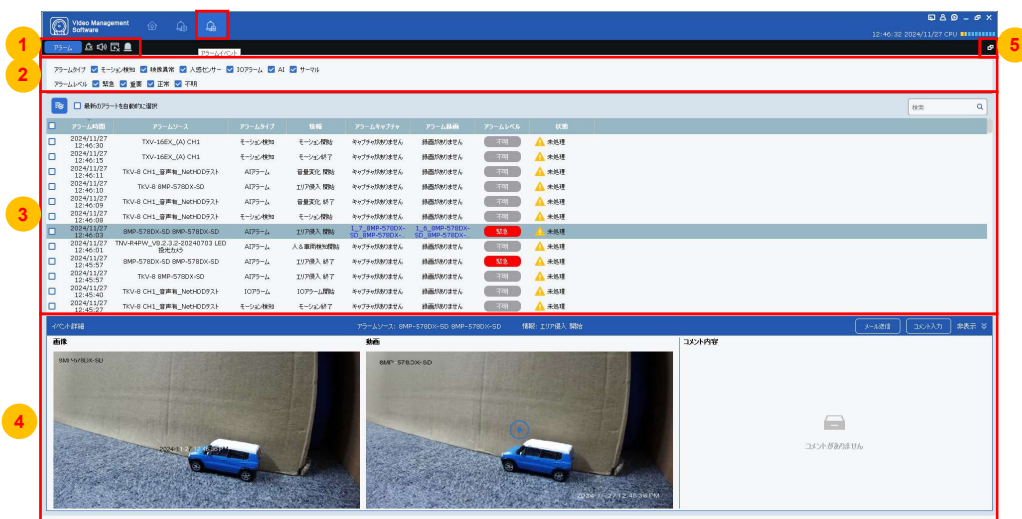 Video Management
Software
12:46:32 2024/11/27 CPU
1
アラーム
アラームイベント
5
2
アラームタイプ モーション検知 映像異常 人感センサー IOアラーム AI サーマル
アラームレベル 緊急 重要 正常 不明
最新のアラートを自動的に選択
検索
アラーム時間 アラームソース アラームタイプ 情報 アラームキャプチャ アラーム録画 アラームレベル 状態
2024/11/27 12:46:30 TXV-16EX_(A) CH1 モーション検知 モーション開始 キャプチャがありません 録画がありません 不明 未処理
2024/11/27 12:46:15 TXV-16EX_(A) CH1 モーション検知 モーション終了 キャプチャがありません 録画がありません 不明 未処理
2024/11/27 12:46:11 TKV-8 CH1_音声有_NetHDDテスト AIアラーム 音量変化 開始 キャプチャがありません 録画がありません 不明 未処理
2024/11/27 12:46:10 TKV-8 8MP-578DX-SD AIアラーム エリア侵入 開始 キャプチャがありません 録画がありません 不明 未処理
2024/11/27 12:46:09 TKV-8 CH1_音声有_NetHDDテスト AIアラーム 音量変化 終了 キャプチャがありません 録画がありません 不明 未処理
2024/11/27 12:46:08 TKV-8 CH1_音声有_NetHDDテスト モーション検知 モーション開始 キャプチャがありません 録画がありません 不明 未処理
3
2024/11/27 12:46:03 8MP-578DX-SD 8MP-578DX-SD AIアラーム エリア侵入 開始 1_7_8MP-578DX-SD_8MP-578DX-.. 1_6_8MP-578DX-SD_8MP-578DX-.. 緊急 未処理
2024/11/27 12:46:01 TNV-R4PW_V8.2.3.2-20240703 LED投光カメラ AIアラーム 人&車両検知開始 キャプチャがありません 録画がありません 不明 未処理
2024/11/27 12:45:57 8MP-578DX-SD 8MP-578DX-SD AIアラーム エリア侵入 終了 キャプチャがありません 録画がありません 緊急 未処理
2024/11/27 12:45:57 TKV-8 8MP-578DX-SD AIアラーム エリア侵入 終了 キャプチャがありません 録画がありません 不明 未処理
2024/11/27 12:45:40 TKV-8 CH1_音声有_NetHDDテスト IOアラーム IOアラーム開始 キャプチャがありません 録画がありません 不明 未処理
2024/11/27 12:45:27 TKV-8 CH1_音声有_NetHDDテスト モーション検知 モーション終了 キャプチャがありません 録画がありません 不明 未処理
イベント詳細 アラームソース: 8MP-578DX-SD 8MP-578DX-SD 情報: エリア侵入 開始 メール送信 コメント入力 非表示
画像 動画 コメント内容
8MP-578DX-SD 8MP-578DX-SD
4
コメントがありません